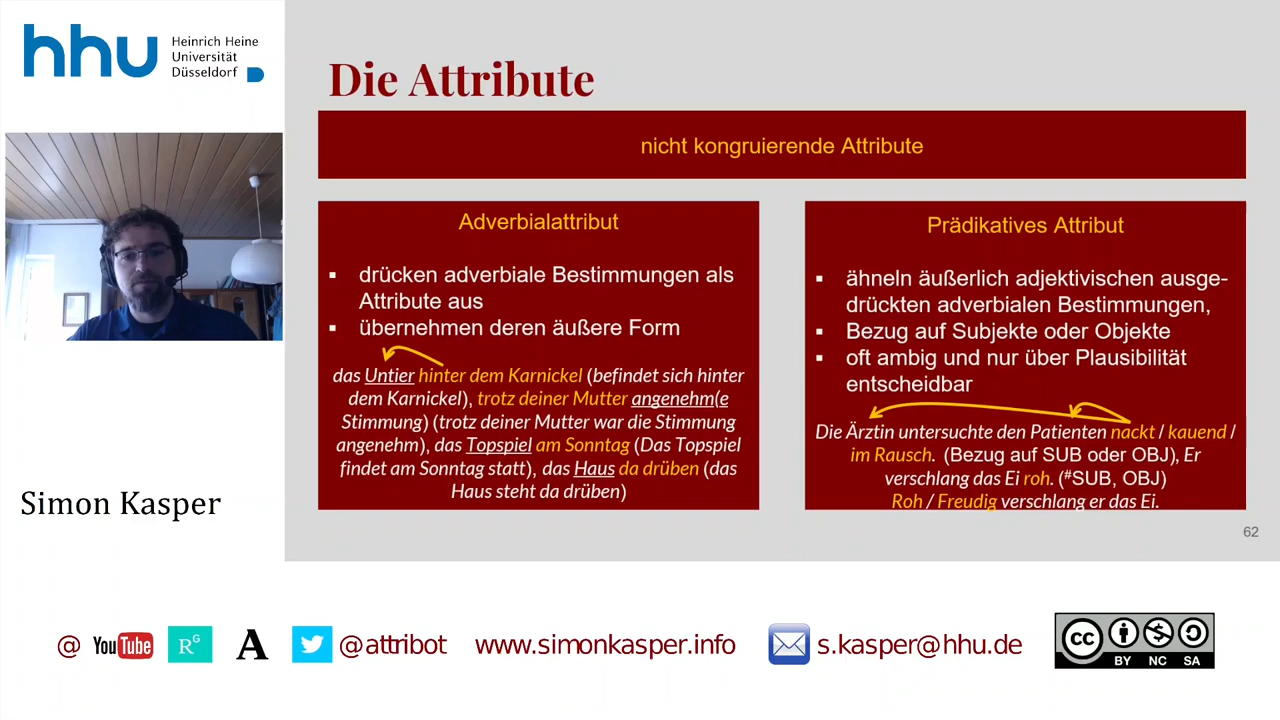 hhu Heinrich Heine
Universität
Düsseldorf
Die Attribute
nicht kongruierende Attribute
Adverbialattribut
▪ drücken adverbiale Bestimmungen als
Attribute aus
▪ übernehmen deren äußere Form
das Untier hinter dem Karnickel (befindet sich hinter
dem Karnickel), trotz deiner Mutter angenehm(e
Stimmung) (trotz deiner Mutter war die Stimmung
angenehm), das Topspiel am Sonntag (Das Topspiel
findet am Sonntag statt), das Haus da drüben (das
Haus steht da drüben)
Prädikatives Attribut
▪ ähneln äußerlich adjektivischen ausge-
drückten adverbialen Bestimmungen,
▪ Bezug auf Subjekte oder Objekte
▪ oft ambig und nur über Plausibilität
entscheidbar
Die Ärztin untersuchte den Patienten nackt / kauend /
im Rausch. (Bezug auf SUB oder OBJ), Er
verschlang das Ei roh. (#SUB, OBJ)
Roh / Freudig verschlang er das Ei.
62
Simon Kasper
@ YouTube RG A @attribot www.simonkasper.info s.kasper@hhu.de cc
BY NC SA